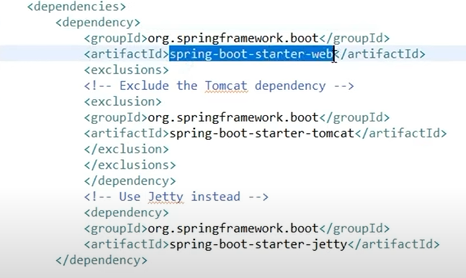 <dependencies>
<dependency>
<groupId>org.springframework.boot</groupId>
<artifactId>spring-boot-starter-web</artifactId>
<exclusions>
<!-- Exclude the Tomcat dependency -->
<exclusion>
<groupId>org.springframework.boot</groupId>
<artifactId>spring-boot-starter-tomcat</artifactId>
</exclusion>
</exclusions>
</dependency>
<!-- Use Jetty instead -->
<dependency>
<groupId>org.springframework.boot</groupId>
<artifactId>spring-boot-starter-jetty</artifactId>
</dependency>